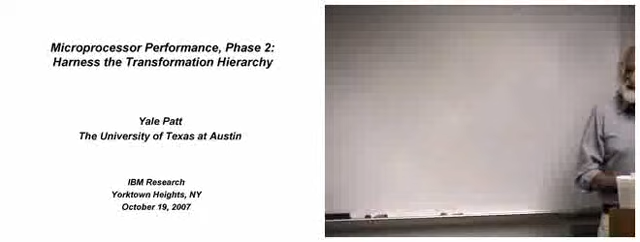 Microprocessor Performance, Phase 2:
Harness the Transformation Hierarchy
Yale Patt
The University of Texas at Austin
IBM Research
Yorktown Heights, NY
October 19, 2007